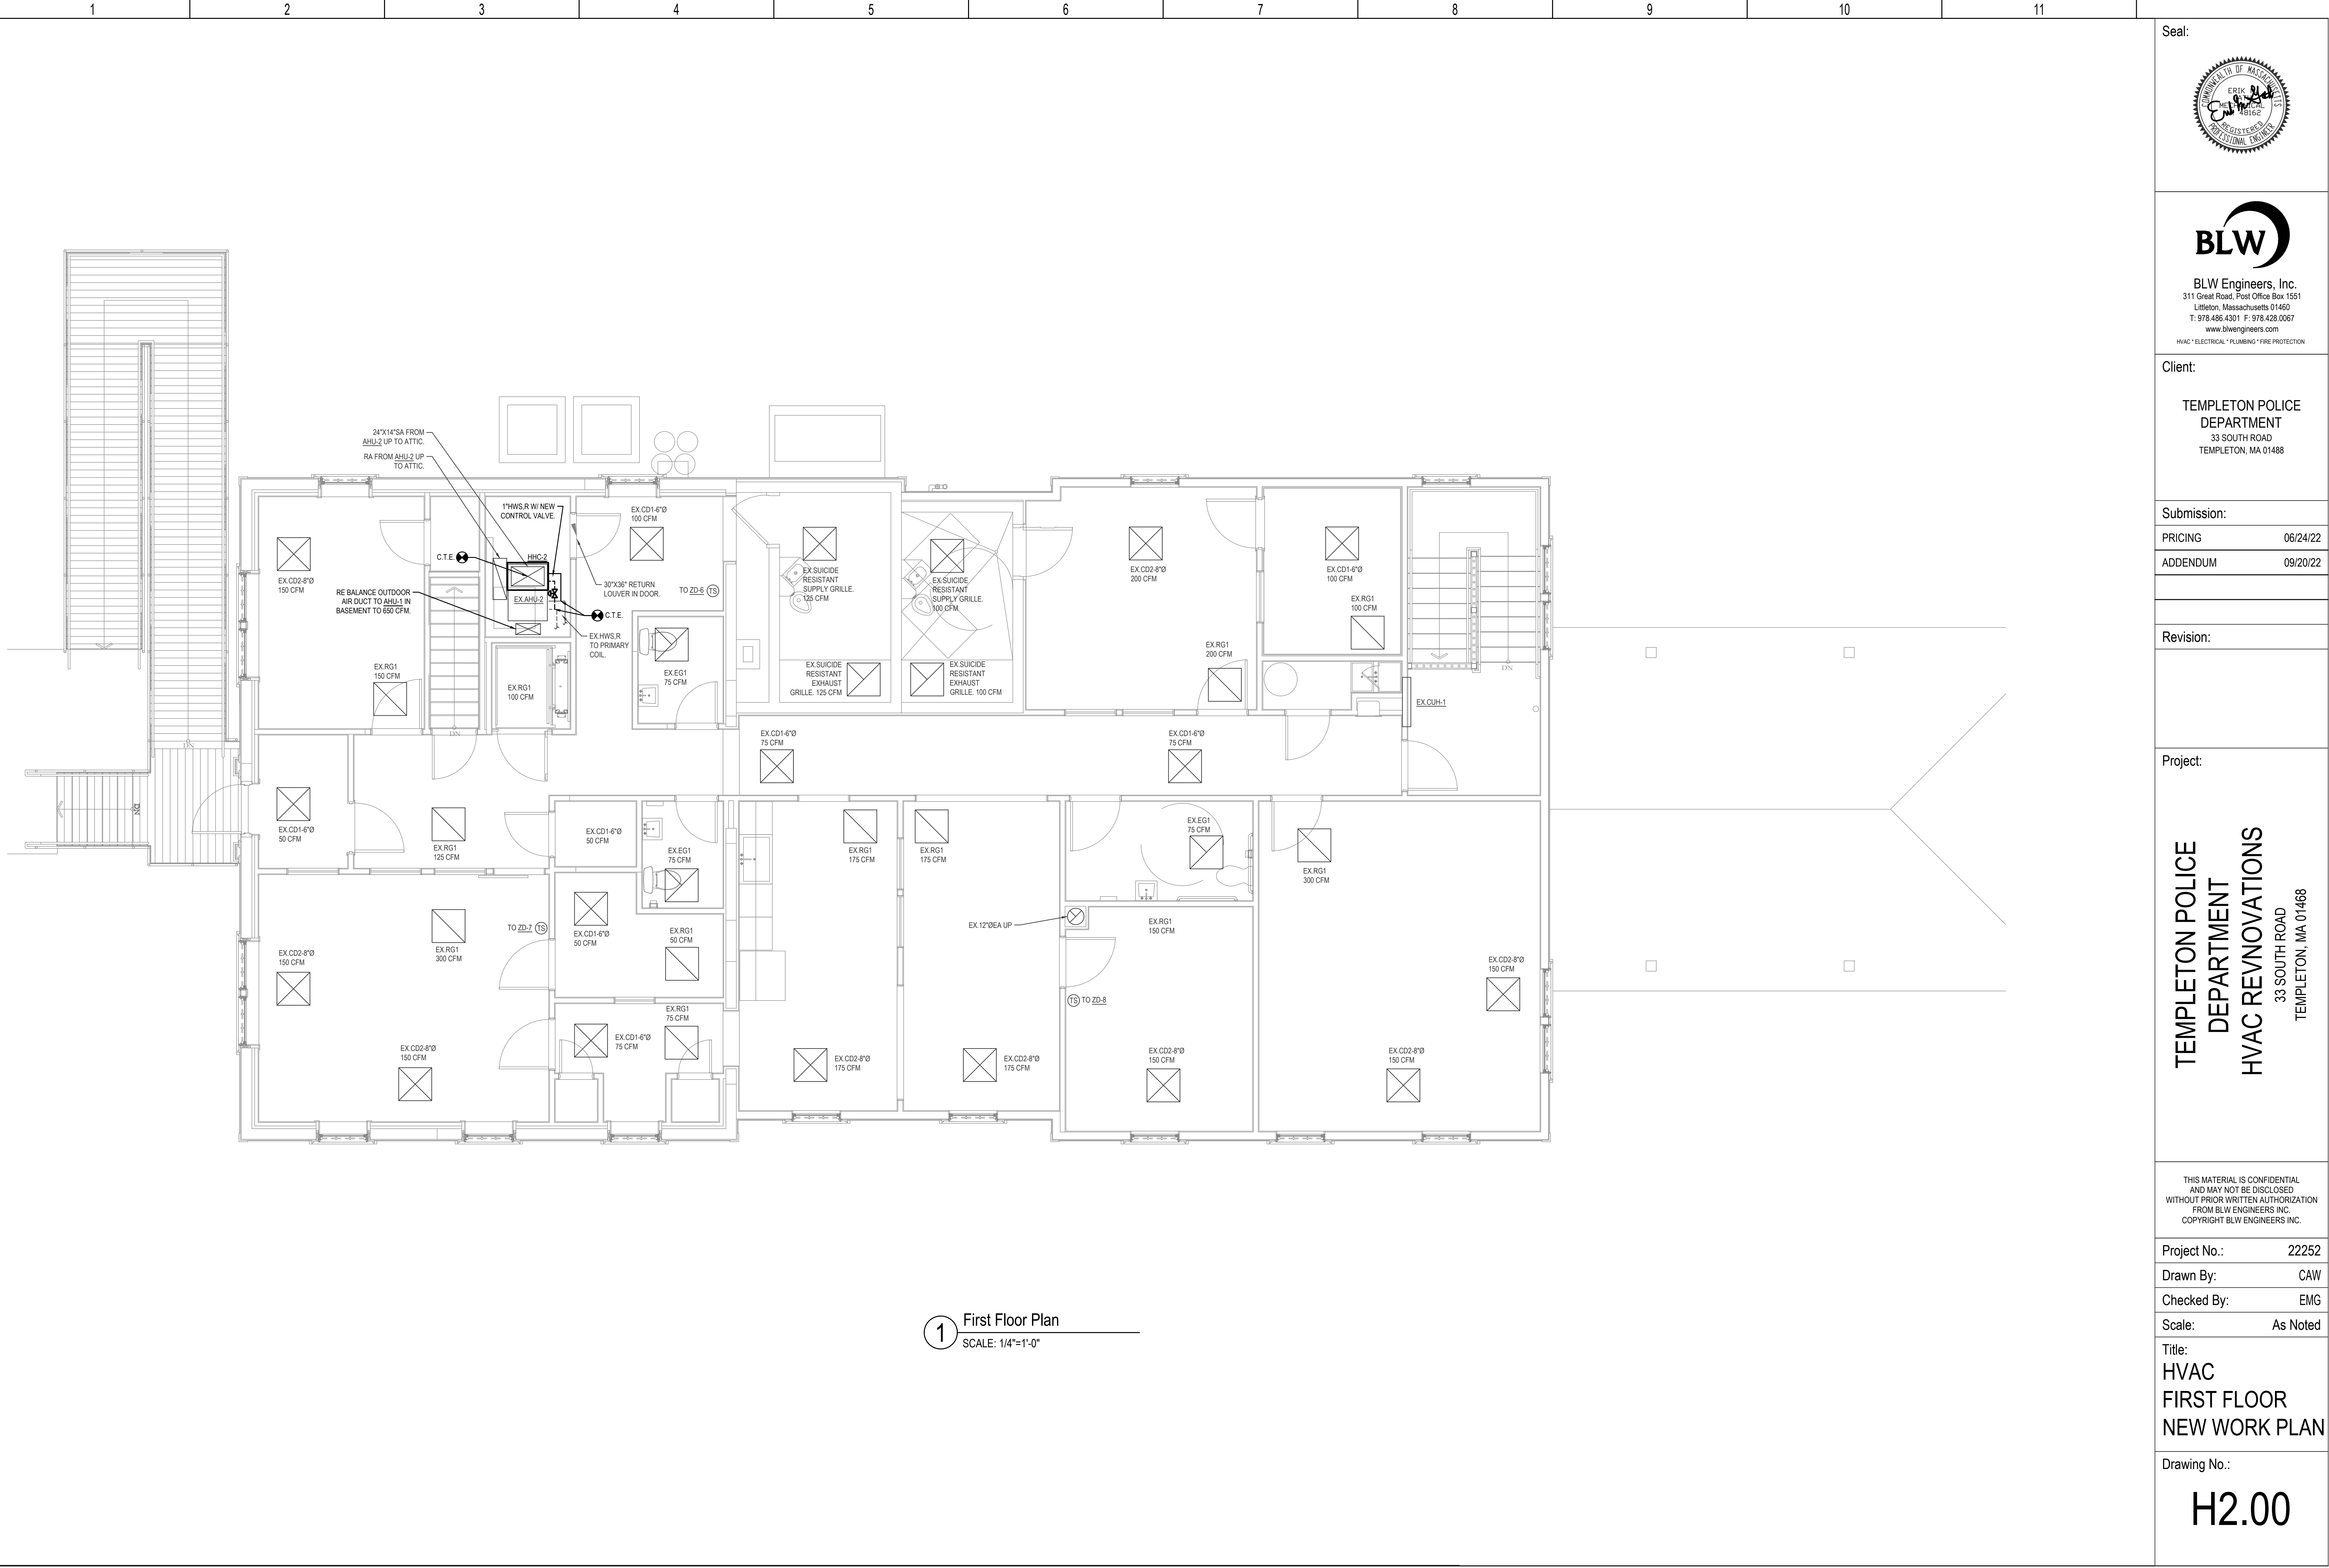 1 2 3 4 5 6 7 8 9 10 11
Seal:
COMMONWEALTH OF MASSACHUSETTS
ERIK
MECHANICAL
48162
REGISTERED
PROFESSIONAL ENGINEER
BLW
BLW Engineers, Inc.
311 Great Road, Post Office Box 1551
Littleton, Massachusetts 01460
T: 978.486.4301 F: 978.428.0067
www.blwengineers.com
HVAC * ELECTRICAL * PLUMBING * FIRE PROTECTION
Client:
TEMPLETON POLICE
DEPARTMENT
33 SOUTH ROAD
TEMPLETON, MA 01488
Submission:
PRICING 06/24/22
ADDENDUM 09/20/22
Revision:
Project:
TEMPLETON POLICE
DEPARTMENT
HVAC REVNOVATIONS
33 SOUTH ROAD
TEMPLETON, MA 01468
THIS MATERIAL IS CONFIDENTIAL
AND MAY NOT BE DISCLOSED
WITHOUT PRIOR WRITTEN AUTHORIZATION
FROM BLW ENGINEERS INC.
COPYRIGHT BLW ENGINEERS INC.
Project No.: 22252
Drawn By: CAW
Checked By: EMG
Scale: As Noted
Title:
HVAC
FIRST FLOOR
NEW WORK PLAN
Drawing No.:
H2.00
24"X14"SA FROM
AHU-2 UP TO ATTIC.
RA FROM AHU-2 UP
TO ATTIC.
1"HWS,R W/ NEW
CONTROL VALVE.
C.T.E.
HHC-2
EX.AHU-2
RE BALANCE OUTDOOR
AIR DUCT TO AHU-1 IN
BASEMENT TO 650 CFM.
30"X36" RETURN
LOUVER IN DOOR.
C.T.E.
EX.HWS,R
TO PRIMARY
COIL.
EX.CD1-6"Ø
100 CFM
TO ZD-6 TS
EX.CD2-8"Ø
150 CFM
EX.RG1
150 CFM
EX.RG1
100 CFM
EX.EG1
75 CFM
EX.SUICIDE
RESISTANT
SUPPLY GRILLE.
125 CFM
EX.SUICIDE
RESISTANT
SUPPLY GRILLE.
100 CFM
EX.SUICIDE
RESISTANT
EXHAUST
GRILLE. 125 CFM
EX.SUICIDE
RESISTANT
EXHAUST
GRILLE. 100 CFM
EX.CD2-8"Ø
200 CFM
EX.RG1
200 CFM
EX.CD1-6"Ø
100 CFM
EX.RG1
100 CFM
EX.CUH-1
DN
DN
DN
DN
EX.CD1-6"Ø
75 CFM
EX.CD1-6"Ø
75 CFM
EX.CD1-6"Ø
50 CFM
EX.RG1
125 CFM
EX.CD1-6"Ø
50 CFM
EX.EG1
75 CFM
EX.RG1
175 CFM
EX.RG1
175 CFM
EX.EG1
75 CFM
EX.RG1
300 CFM
EX.12"ØEA UP
EX.RG1
150 CFM
EX.CD2-8"Ø
150 CFM
EX.RG1
300 CFM
TO ZD-7 TS
EX.CD1-6"Ø
50 CFM
EX.RG1
50 CFM
EX.CD2-8"Ø
150 CFM
TS TO ZD-8
EX.RG1
75 CFM
EX.CD1-6"Ø
75 CFM
EX.CD2-8"Ø
150 CFM
EX.CD2-8"Ø
175 CFM
EX.CD2-8"Ø
175 CFM
EX.CD2-8"Ø
150 CFM
EX.CD2-8"Ø
150 CFM
1
First Floor Plan
SCALE: 1/4"=1'-0"